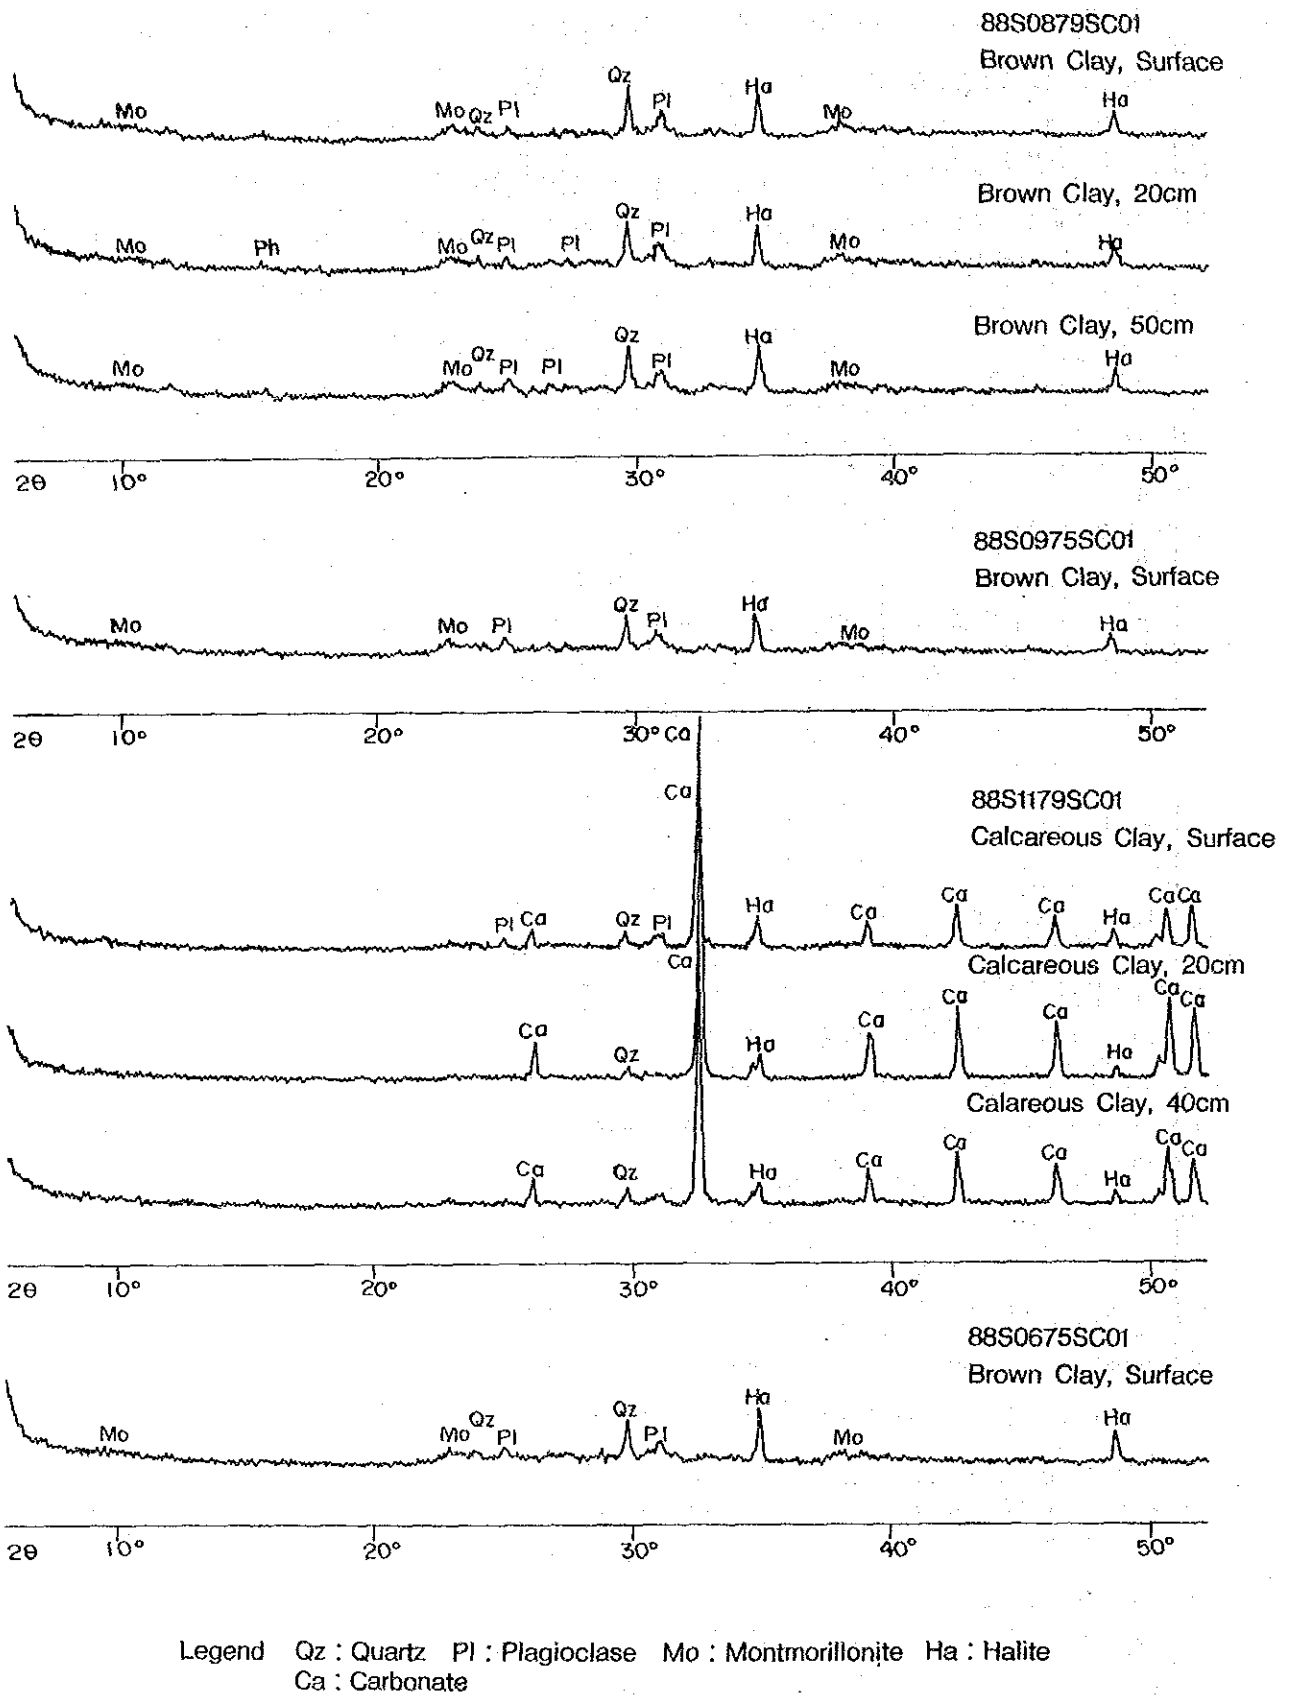 88S0879SC01
Brown Clay, Surface
Mo Mo Qz Pl Qz Pl Ha Mo Ha
Brown Clay, 20cm
Mo Ph Mo Qz Pl Pl Qz Pl Ha Mo Ha
Brown Clay, 50cm
Mo Mo Qz Pl Pl Qz Pl Ha Mo Ha
2θ 10° 20° 30° 40° 50°
88S0975SC01
Brown Clay, Surface
Mo Mo Pl Qz Pl Ha Mo Ha
2θ 10° 20° 30° 40° 50°
Ca
Ca
88S1179SC01
Calcareous Clay, Surface
Pl Ca Qz Pl Ha Ca Ca Ca Ha Ca Ca
Ca
Calcareous Clay, 20cm
Ca Qz Ha Ca Ca Ca Ha Ca Ca
Calareous Clay, 40cm
Ca Qz Ha Ca Ca Ca Ha Ca Ca
2θ 10° 20° 30° 40° 50°
88S0675SC01
Brown Clay, Surface
Mo Mo Qz Pl Qz Pl Ha Mo Ha
2θ 10° 20° 30° 40° 50°
Legend Qz : Quartz Pl : Plagioclase Mo : Montmorillonite Ha : Halite
Ca : Carbonate